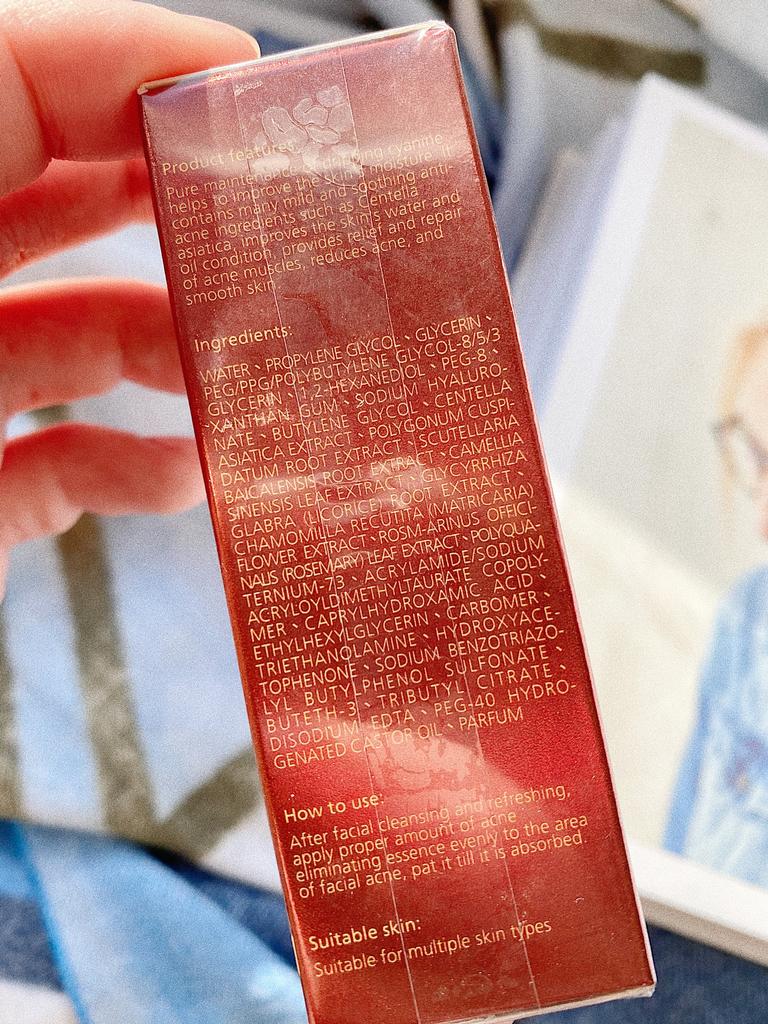 Product features:
Pure maintenance & purifying cyanine,
helps to improve the skin's moisture. It
contains many mild and soothing anti-
acne ingredients such as Centella
asiatica, improves the skin's water and
oil condition, provides relief and repair
of acne muscles, reduces acne, and
smooth skin.
Ingredients:
WATER、PROPYLENE GLYCOL、GLYCERIN、
PEG/PPG/POLYBUTYLENE GLYCOL-8/5/3
GLYCERIN、1,2-HEXANEDIOL、PEG-8、
XANTHAN GUM、SODIUM HYALURO-
NATE、BUTYLENE GLYCOL、CENTELLA
ASIATICA EXTRACT、POLYGONUM CUSPI-
DATUM ROOT EXTRACT、SCUTELLARIA
BAICALENSIS ROOT EXTRACT、CAMELLIA
SINENSIS LEAF EXTRACT、GLYCYRRHIZA
GLABRA (LICORICE) ROOT EXTRACT、
CHAMOMILLA RECUTITA (MATRICARIA)
FLOWER EXTRACT、ROSM-ARINUS OFFICI-
NALIS (ROSEMARY) LEAF EXTRACT、POLYQUA-
TERNIUM-73、ACRYLAMIDE/SODIUM
ACRYLOYLDIMETHYLTAURATE COPOLY-
MER、CAPRYLHYDROXAMIC ACID、
ETHYLHEXYLGLYCERIN、CARBOMER、
TRIETHANOLAMINE、HYDROXYACE-
TOPHENONE、SODIUM BENZOTRIAZO-
LYL BUTYLPHENOL SULFONATE、
BUTETH-3、TRIBUTYL CITRATE、
DISODIUM EDTA、PEG-40 HYDRO-
GENATED CASTOR OIL、PARFUM
How to use:
After facial cleansing and refreshing,
apply proper amount of acne
eliminating essence evenly to the area
of facial acne, pat it till it is absorbed.
Suitable skin:
Suitable for multiple skin types